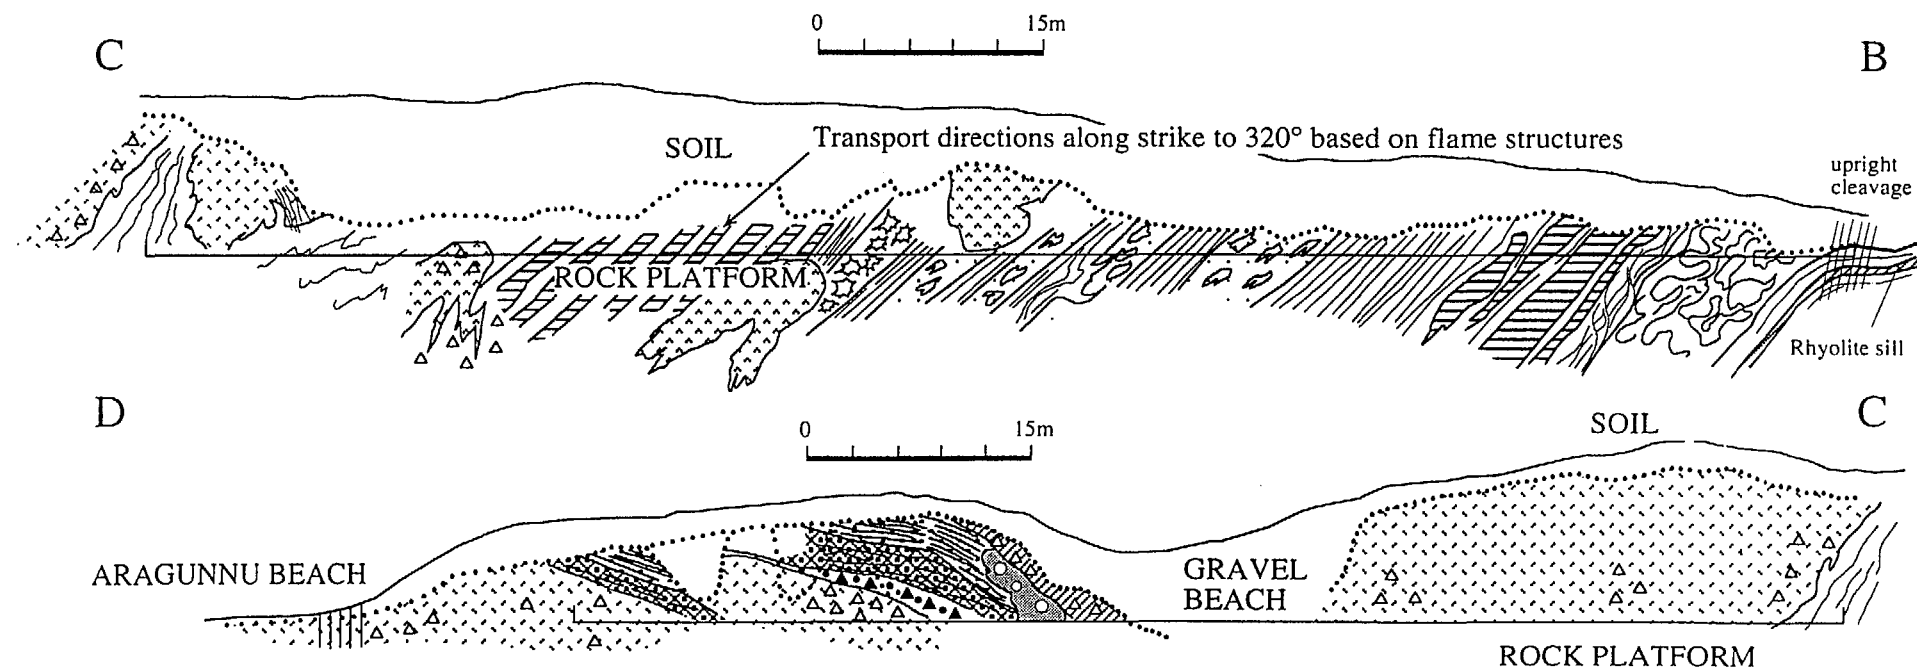 0 15m
C B
Transport directions along strike to 320° based on flame structures
SOIL
upright
cleavage
ROCK PLATFORM
Rhyolite sill
D C
0 15m
SOIL
ARAGUNNU BEACH
GRAVEL
BEACH
ROCK PLATFORM